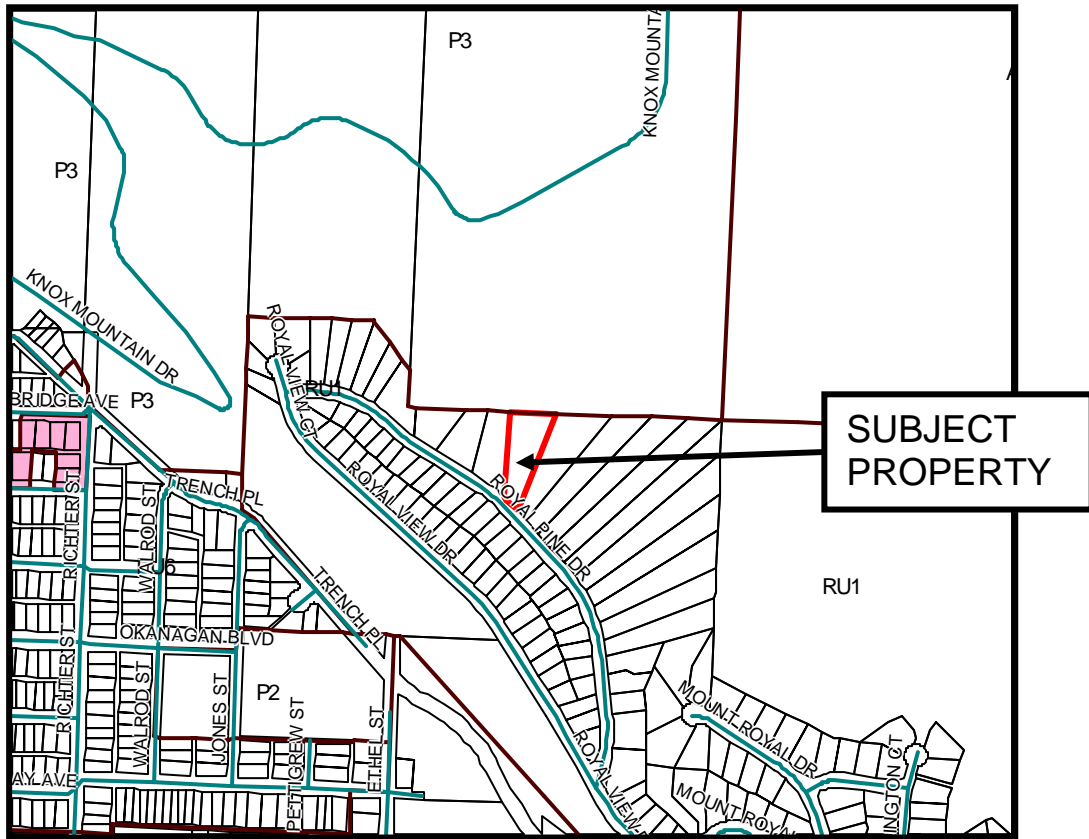 P3
KNOX MOUNTA
P3
KNOX MOUNTAIN DR
ROYAL VIEW CT
RU1
BRIDGE AVE
P3
SUBJECT
PROPERTY
TRENCH PL
ROYAL VIEW DR
ROYAL PINE DR
RICHTER ST
WALROD ST
TRENCH PL
RU1
OKANAGAN BLVD
RICHTER ST
WALROD ST
JONES ST
P2
PETTIGREW ST
ETHEL ST
MOUNT ROYAL DR
ROYAL VIEW
INGTON CT
AY AVE
MOUNT ROYAL